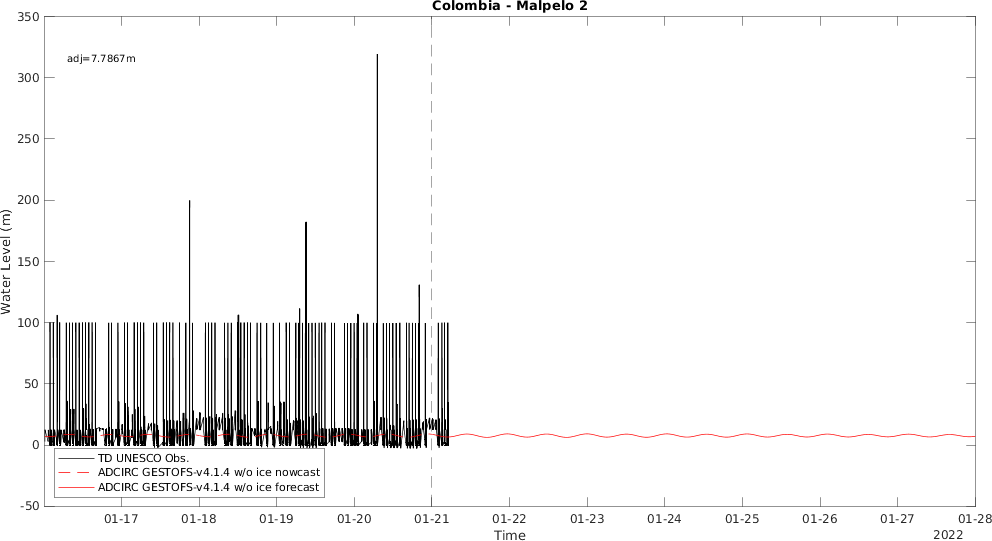 Colombia - Malpelo 2
adj=7.7867m
350
300
250
200
150
100
50
0
-50
Water Level (m)
TD UNESCO Obs.
ADCIRC GESTOFS-v4.1.4 w/o ice nowcast
ADCIRC GESTOFS-v4.1.4 w/o ice forecast
01-17 01-18 01-19 01-20 01-21 01-22 01-23 01-24 01-25 01-26 01-27 01-28
Time
2022